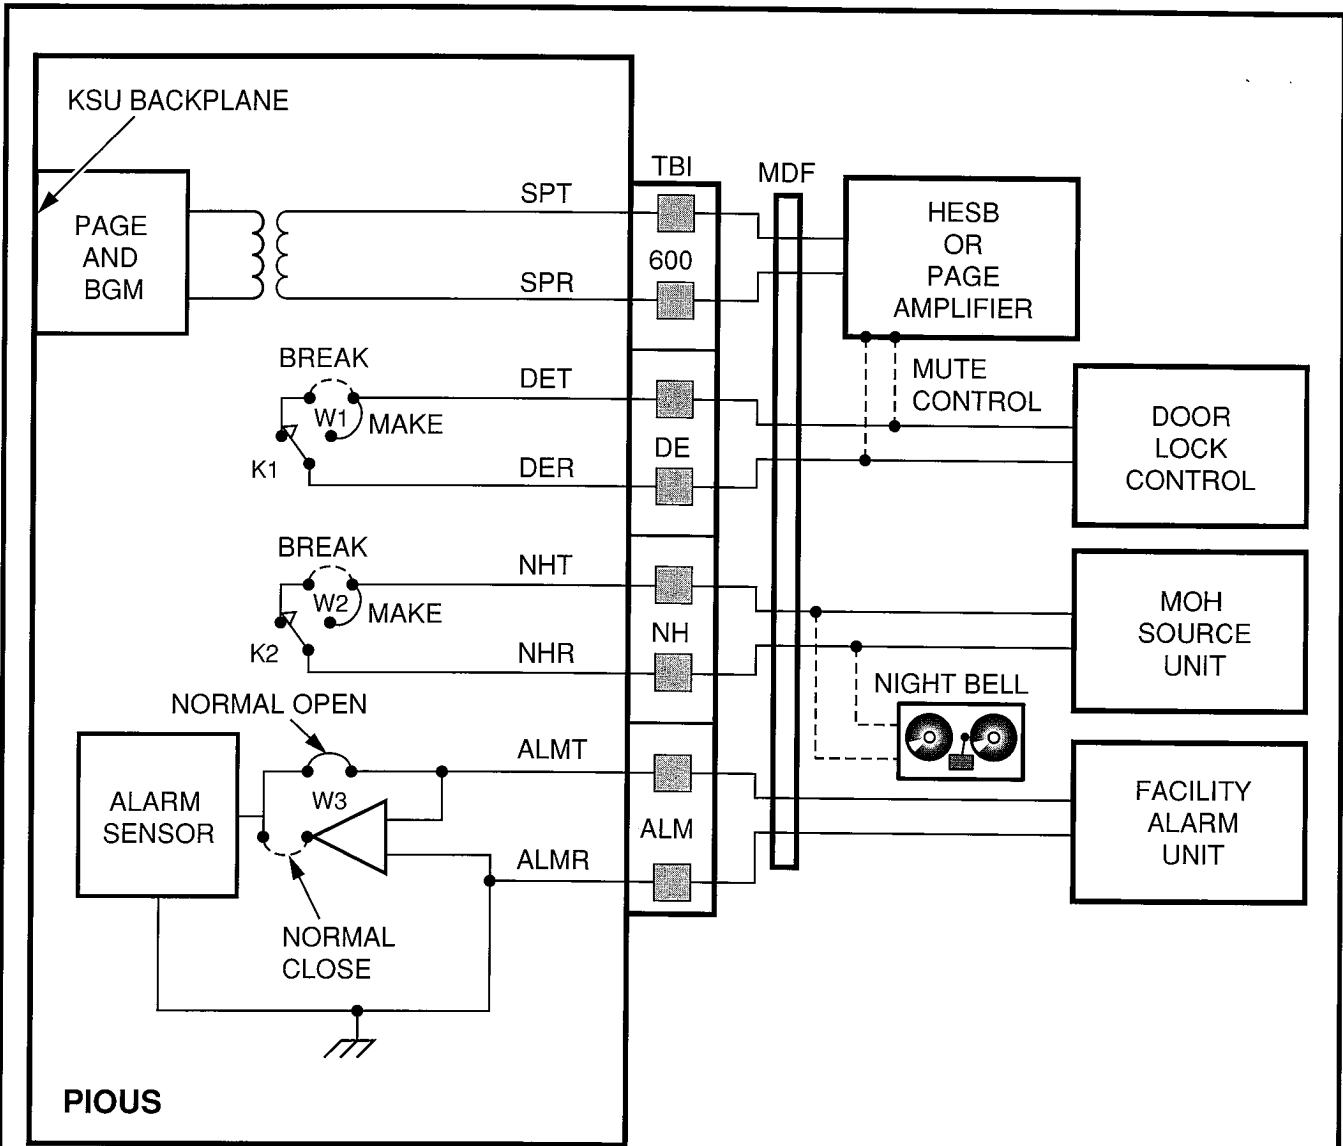 KSU BACKPLANE
TBI
MDF
SPT
PAGE
AND
BGM
600
SPR
HESB
OR
PAGE
AMPLIFIER
BREAK
W1
MAKE
K1
DET
DE
DER
MUTE
CONTROL
DOOR
LOCK
CONTROL
BREAK
W2
MAKE
K2
NHT
NH
NHR
MOH
SOURCE
UNIT
NIGHT BELL
NORMAL OPEN
ALMT
ALARM
SENSOR
W3
ALM
ALMR
FACILITY
ALARM
UNIT
NORMAL
CLOSE
PIOUS